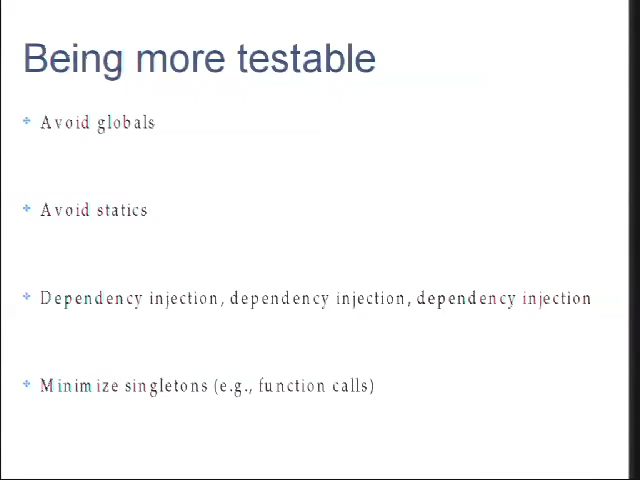 Being more testable
Avoid globals
Avoid statics
Dependency injection, dependency injection, dependency injection
Minimize singletons (e.g., function calls)